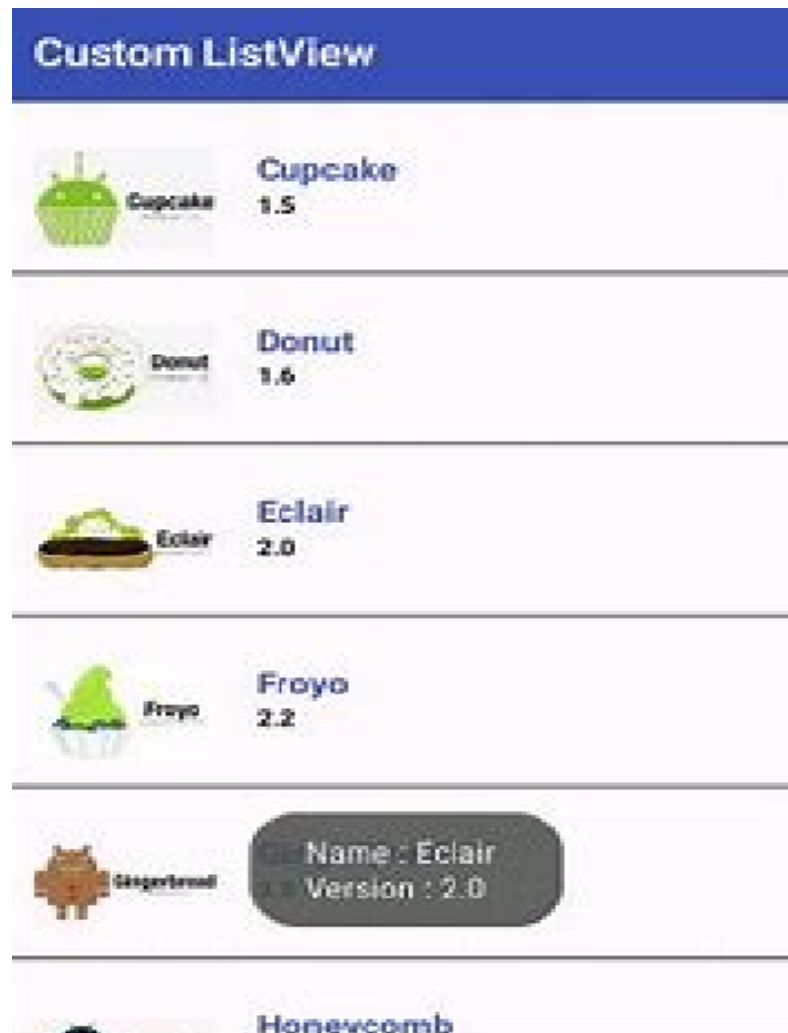 Custom ListView
Cupcake
Cupcake
1.5
Donut
Donut
1.6
Eclair
Eclair
2.0
Froyo
Froyo
2.2
Gingerbread
Name : Eclair
Version : 2.0
Honeycomb